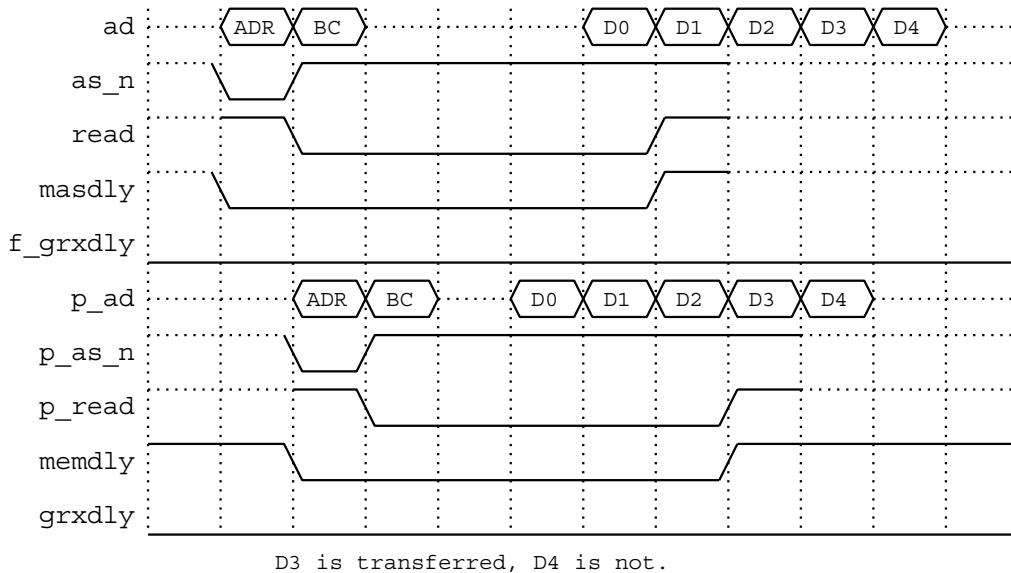 ad ADR BC D0 D1 D2 D3 D4
as_n
read
masdly
f_grxdly
p_ad ADR BC D0 D1 D2 D3 D4
p_as_n
p_read
memdly
grxdly
D3 is transferred, D4 is not.